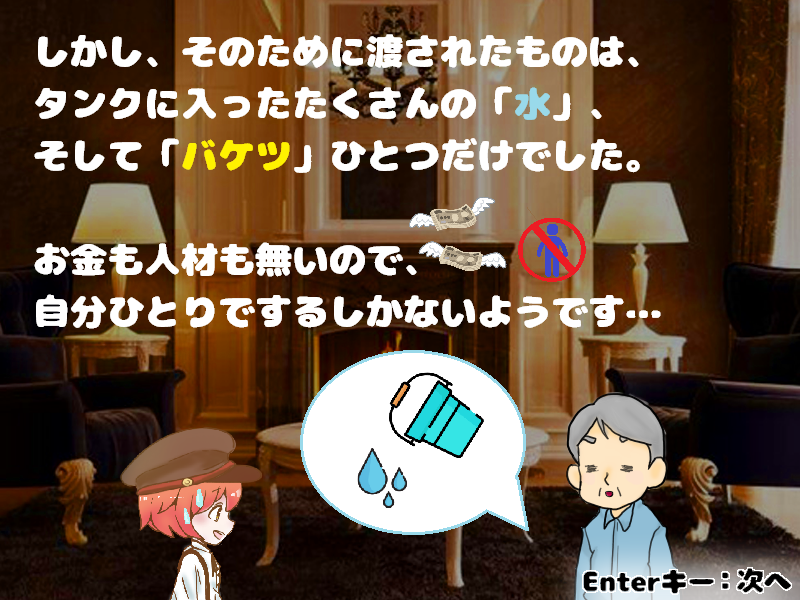 しかし、そのために渡されたものは、
タンクに入ったたくさんの「水」、
そして「バケツ」ひとつだけでした。
お金も人材も無いので、
自分ひとりでするしかないようです…
Enterキー：次へ